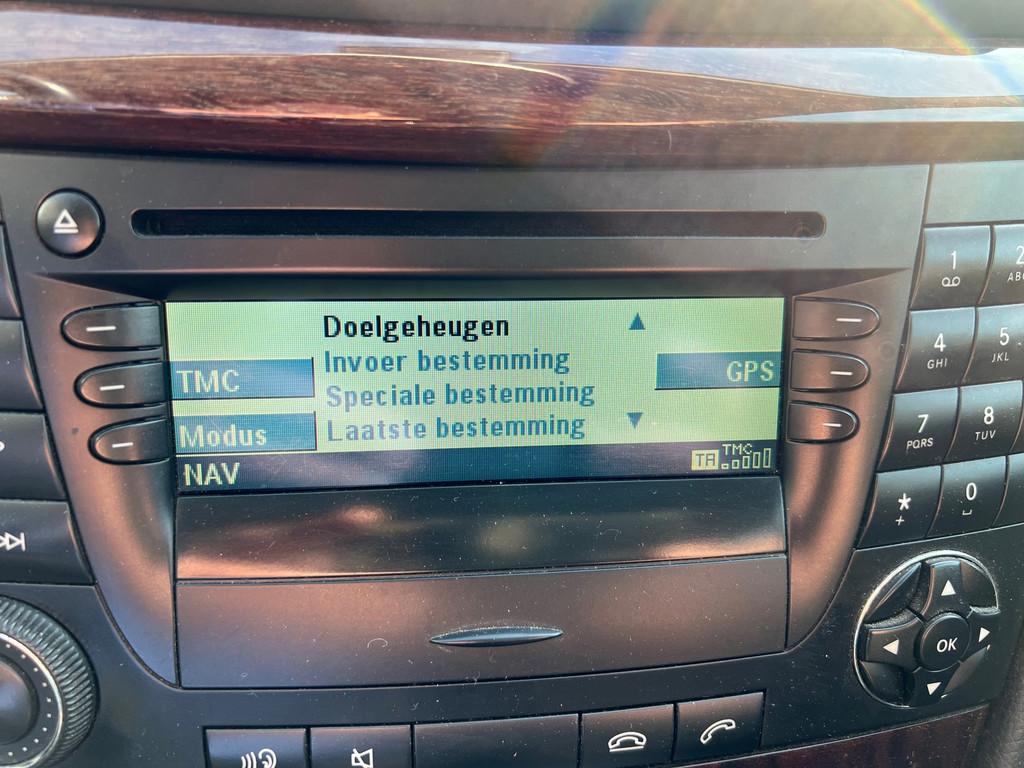 Doelgeheugen
Invoer bestemming
TMC
GPS
Speciale bestemming
Modus
Laatste bestemming
NAV
TA
TMC
1
2
4
GHI
5
JKL
7
PQRS
8
TUV
*
+
0
OK